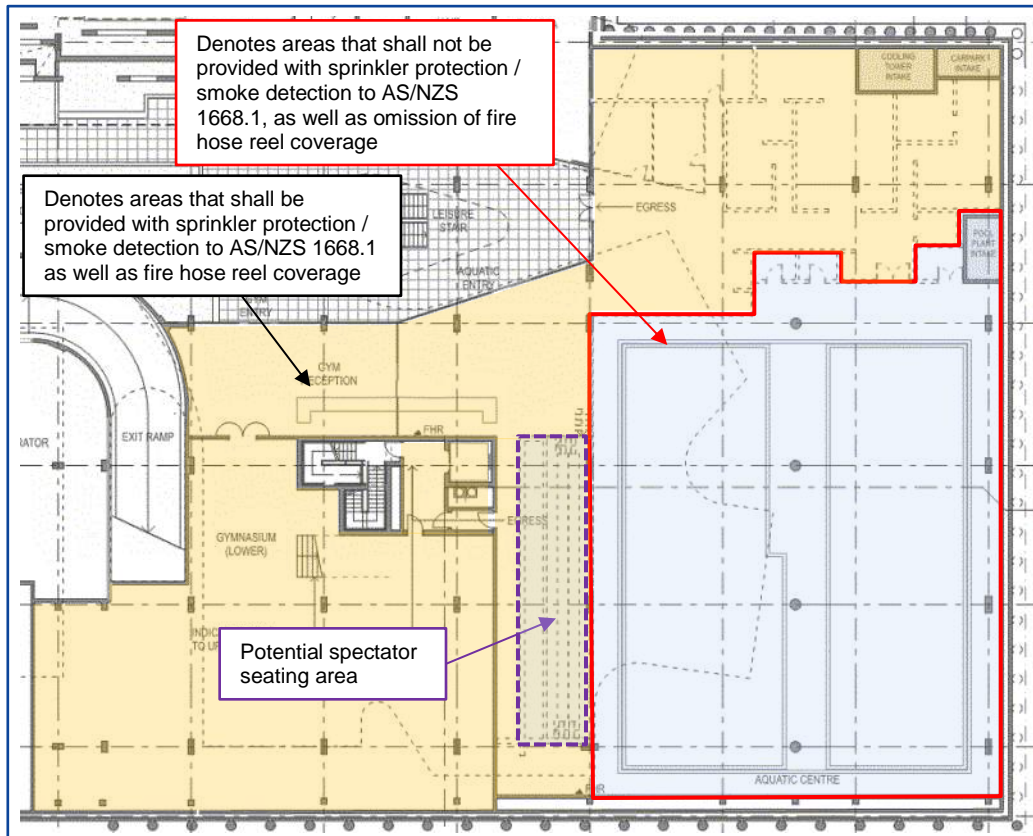 Denotes areas that shall not be
provided with sprinkler protection /
smoke detection to AS/NZS
1668.1, as well as omission of fire
hose reel coverage
COOLING
TOWER
INTAKE
CARPARK
INTAKE
Denotes areas that shall be
provided with sprinkler protection /
smoke detection to AS/NZS 1668.1
as well as fire hose reel coverage
EGRESS
LEISURE
STAIR
POOL
PLANT
INTAKE
AQUATIC
ENTRY
GYM
ENTRY
GYM
RECEPTION
EXIT RAMP
FHR
EGRESS
GYMNASIUM
(LOWER)
Potential spectator
seating area
AQUATIC CENTRE
FHR